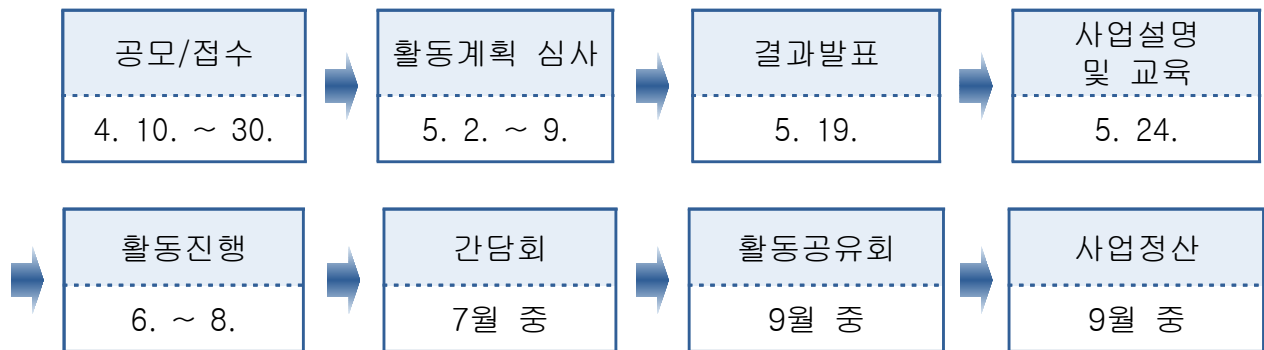 공모/접수
4. 10. ~ 30.
활동계획 심사
5. 2. ~ 9.
결과발표
5. 19.
사업설명
및 교육
5. 24.
활동진행
6. ~ 8.
간담회
7월 중
활동공유회
9월 중
사업정산
9월 중